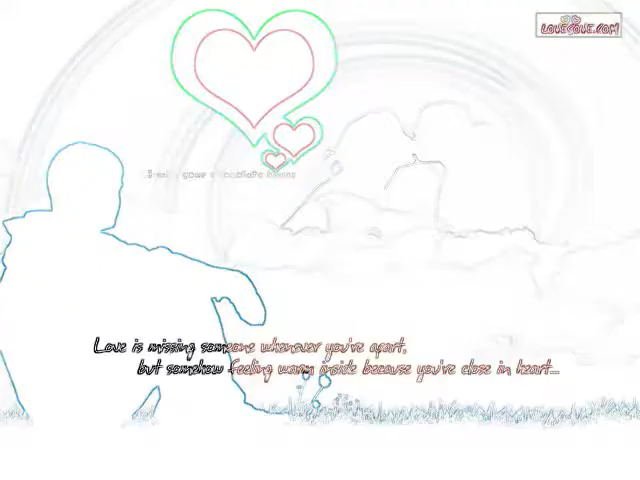 LOVECOVE.COM
Love is missing someone whenever you're apart,
but somehow feeling warm inside because you're close in heart...